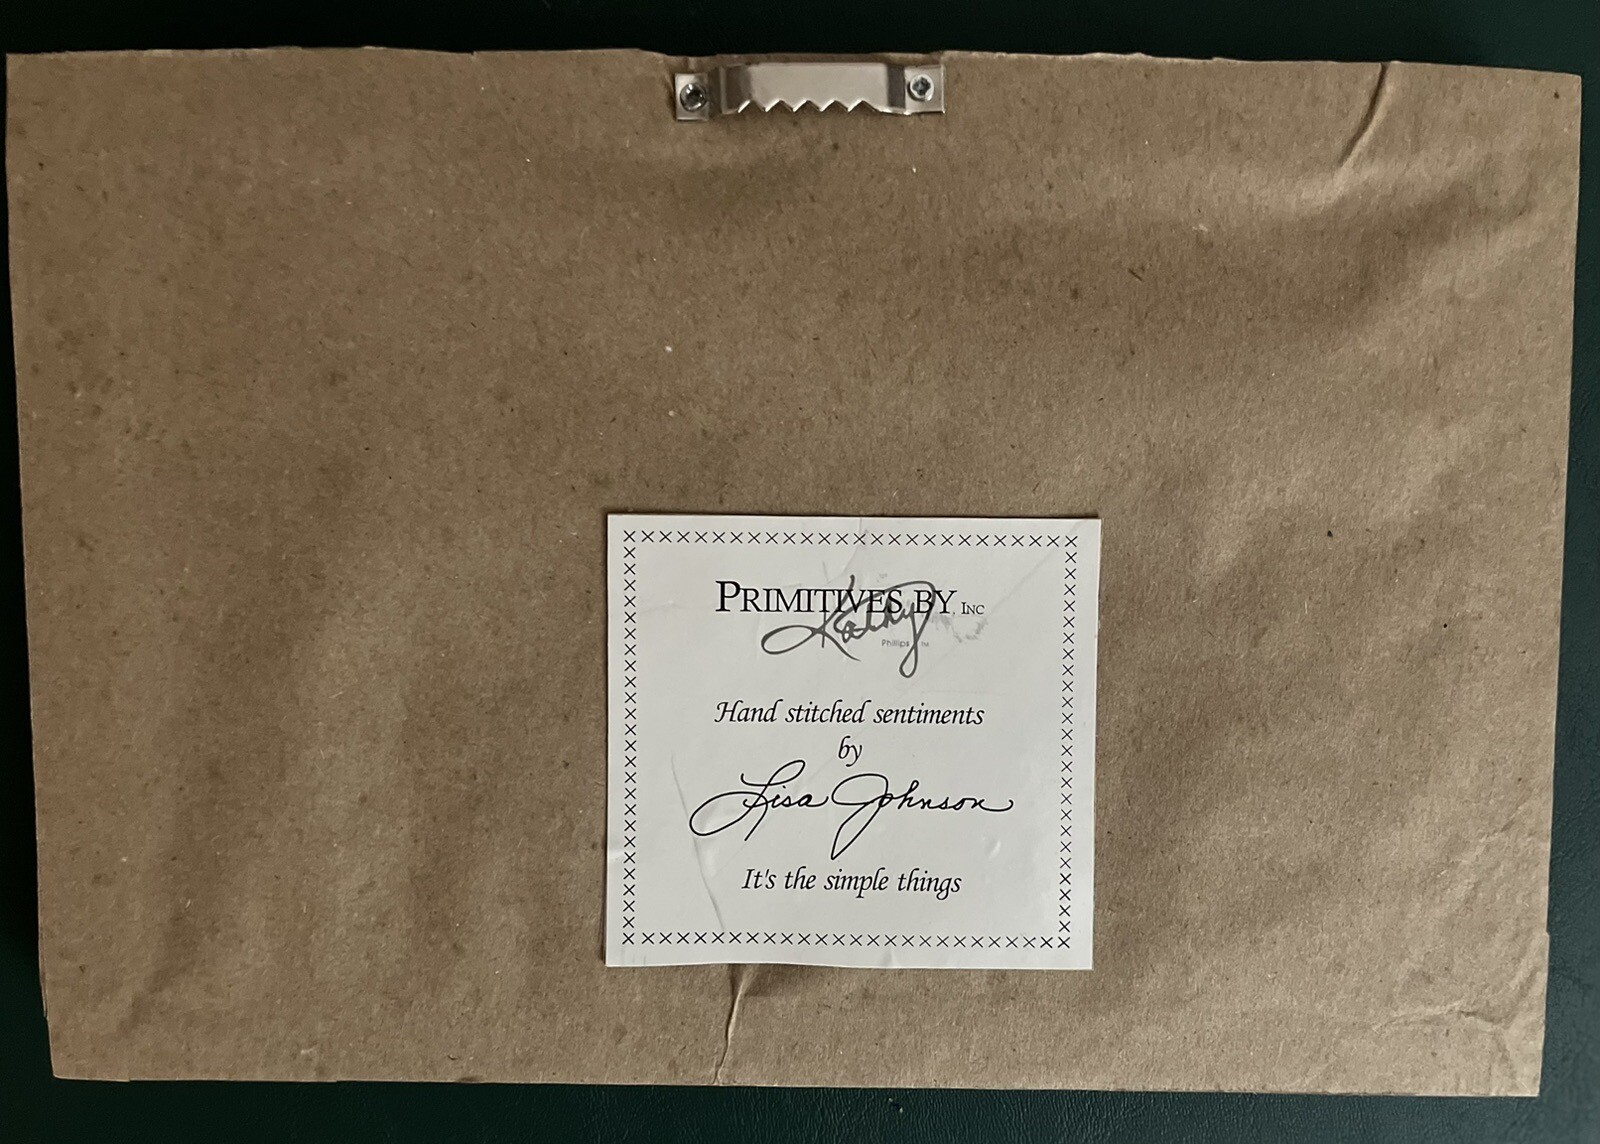 PRIMITIVES BY, INC
Kathy
Phillips ™
Hand stitched sentiments
by
Lisa Johnson
It's the simple things